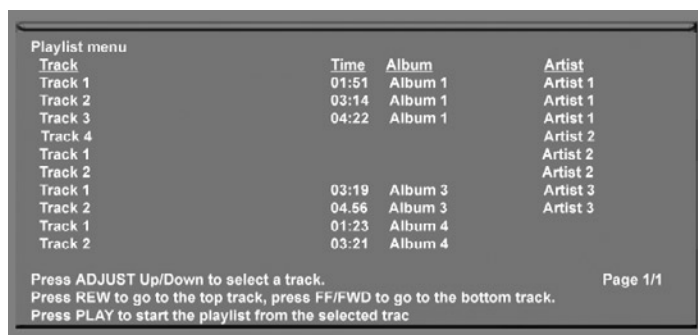 Playlist menu
Track Time Album Artist
Track 1 01:51 Album 1 Artist 1
Track 2 03:14 Album 1 Artist 1
Track 3 04:22 Album 1 Artist 1
Track 4 Artist 2
Track 1 Artist 2
Track 2 Artist 2
Track 1 03:19 Album 3 Artist 3
Track 2 04.56 Album 3 Artist 3
Track 1 01:23 Album 4
Track 2 03:21 Album 4
Press ADJUST Up/Down to select a track. Page 1/1
Press REW to go to the top track, press FF/FWD to go to the bottom track.
Press PLAY to start the playlist from the selected trac